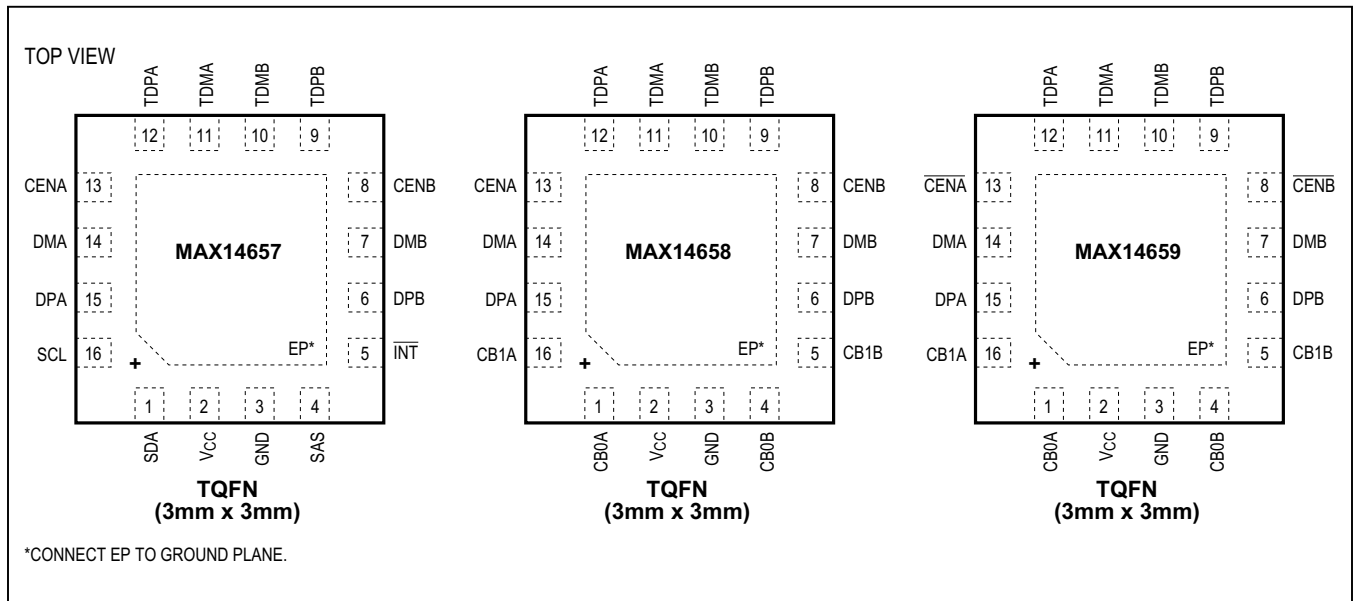 TOP VIEW
TDPA TDMA TDMB TDPB
12 11 10 9
CENA 13
8 CENB
DMA 14
7 DMB
DPA 15
6 DPB
SCL 16
5 INT
MAX14657
EP*
+
1 2 3 4
SDA VCC GND SAS
TQFN
(3mm x 3mm)
TDPA TDMA TDMB TDPB
12 11 10 9
CENA 13
8 CENB
DMA 14
7 DMB
DPA 15
6 DPB
CB1A 16
5 CB1B
MAX14658
EP*
+
1 2 3 4
CB0A VCC GND CB0B
TQFN
(3mm x 3mm)
TDPA TDMA TDMB TDPB
12 11 10 9
CENA 13
8 CENB
DMA 14
7 DMB
DPA 15
6 DPB
CB1A 16
5 CB1B
MAX14659
EP*
+
1 2 3 4
CB0A VCC GND CB0B
TQFN
(3mm x 3mm)
*CONNECT EP TO GROUND PLANE.